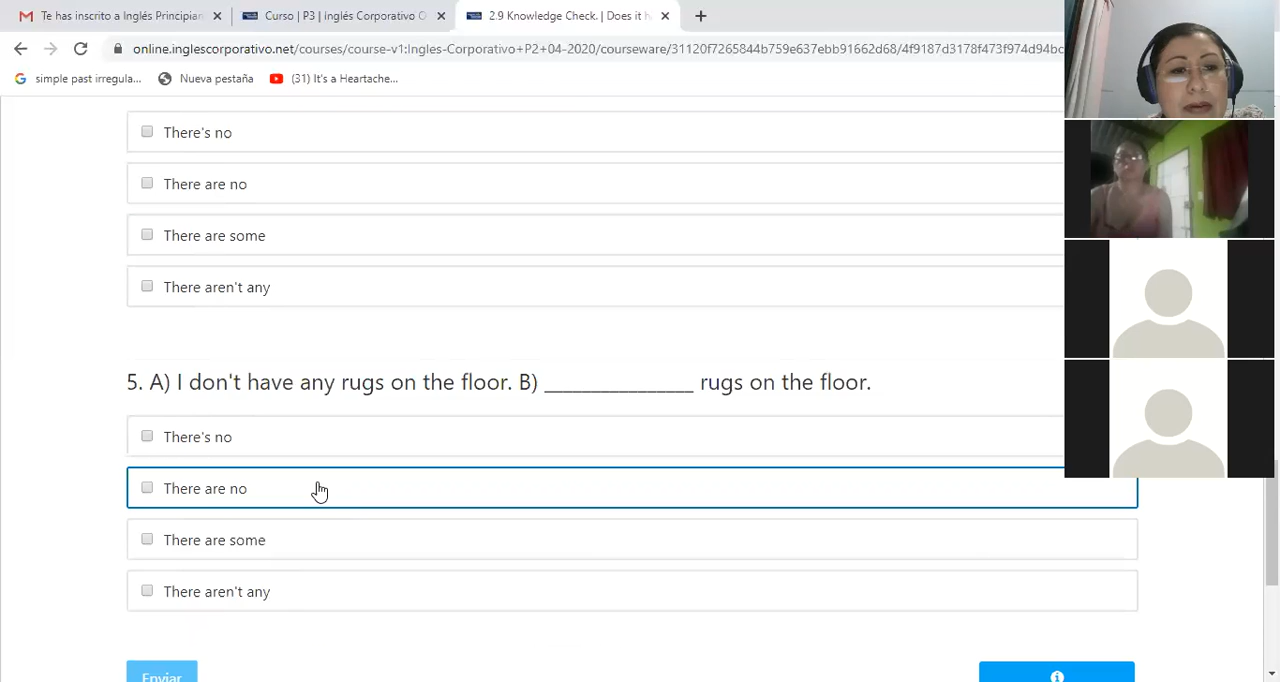 Te has inscrito a Inglés Principian
Curso | P3 | Inglés Corporativo C
2.9 Knowledge Check. | Does it h
online.inglescorporativo.net/courses/course-v1:Ingles-Corporativo+P2+04-2020/courseware/31120f7265844b759e637ebb91662d68/4f9187d3178f473f974d94bc
simple past irregula...
Nueva pestaña
(31) It's a Heartache...
There's no
There are no
There are some
There aren't any
5. A) I don't have any rugs on the floor. B) _______________ rugs on the floor.
There's no
There are no
There are some
There aren't any
Enviar